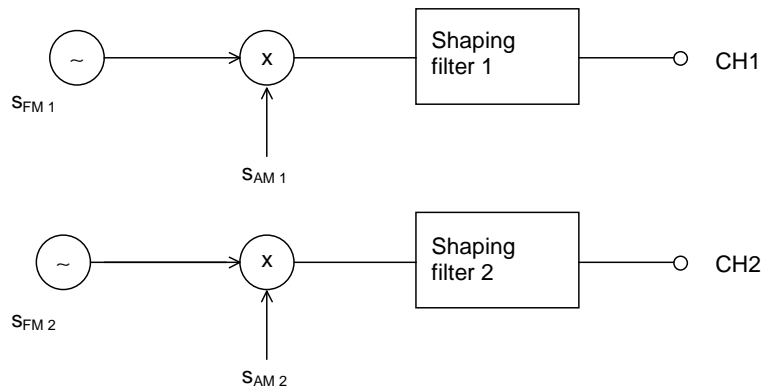 ~
x
Shaping
filter 1
CH1
sFM 1
sAM 1
~
x
Shaping
filter 2
CH2
sFM 2
sAM 2